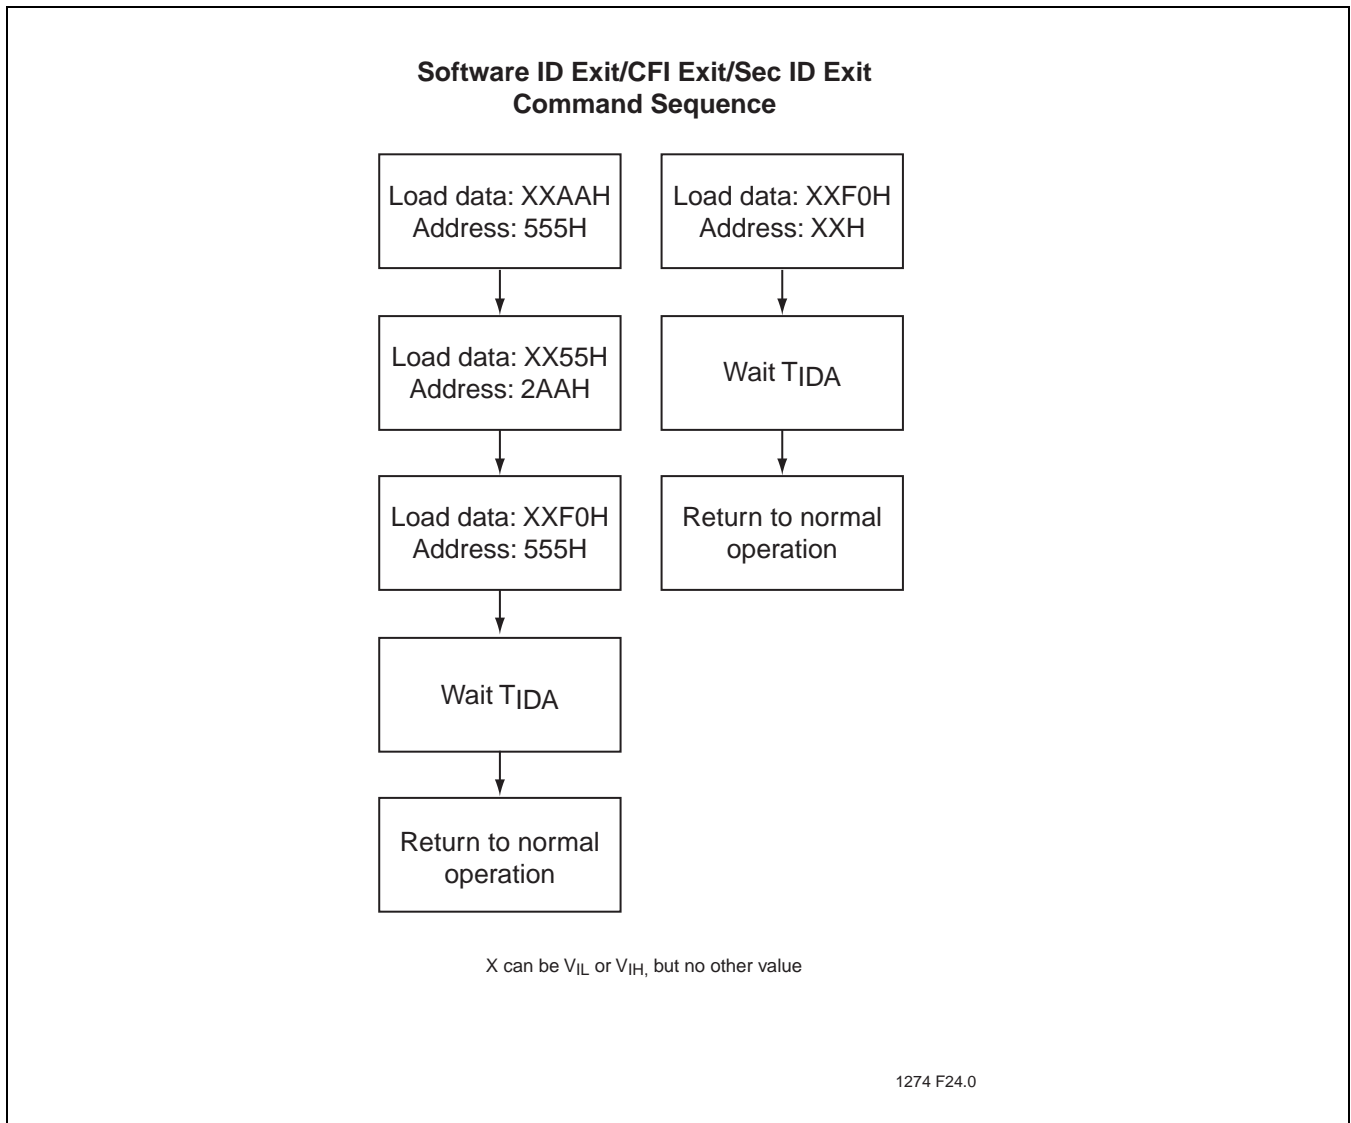 Software ID Exit/CFI Exit/Sec ID Exit
Command Sequence
Load data: XXAAH
Address: 555H
Load data: XX55H
Address: 2AAH
Load data: XXF0H
Address: 555H
Wait TIDA
Return to normal
operation
Load data: XXF0H
Address: XXH
Wait TIDA
Return to normal
operation
X can be VIL or VIH, but no other value
1274 F24.0